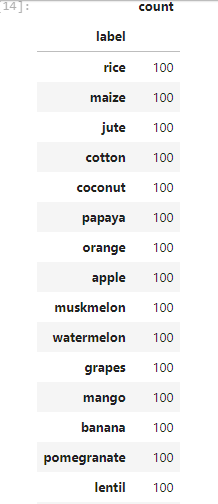 [14]:
count
label
rice 100
maize 100
jute 100
cotton 100
coconut 100
papaya 100
orange 100
apple 100
muskmelon 100
watermelon 100
grapes 100
mango 100
banana 100
pomegranate 100
lentil 100